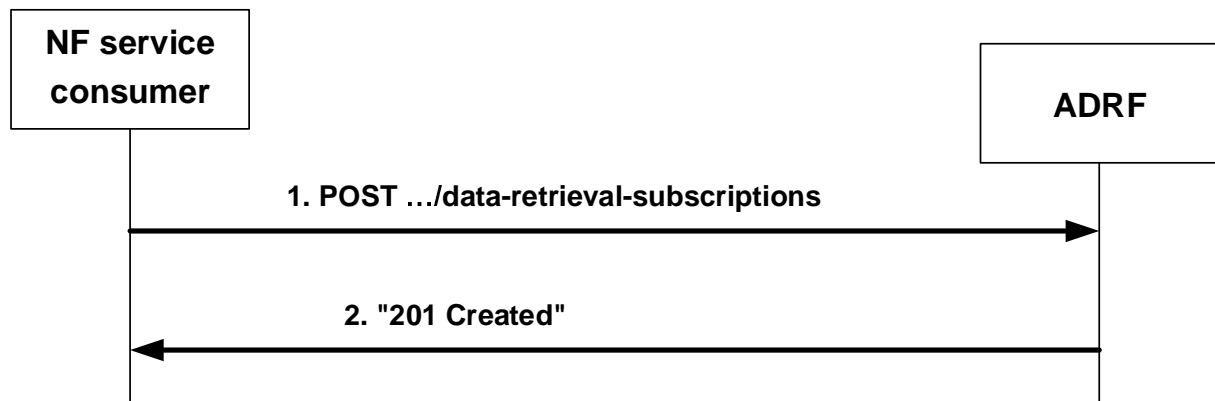 NF service
consumer
ADRF
1. POST …/data-retrieval-subscriptions
2. "201 Created"